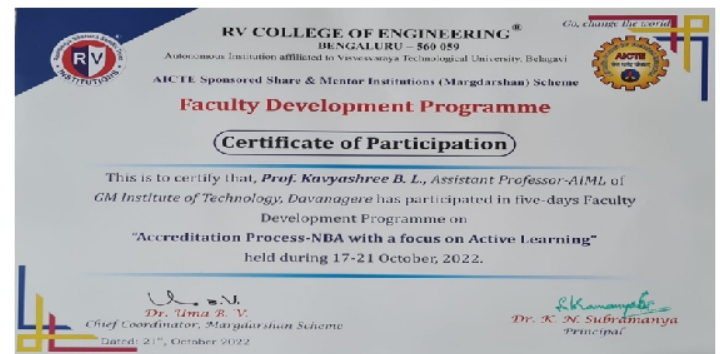 Go, change the world
RV COLLEGE OF ENGINEERING®
BENGALURU – 560 059
Autonomous Institution affiliated to Visvesvaraya Technological University, Belagavi
AICTE Sponsored Share & Mentor Institutions (Margdarshan) Scheme
RV
INSTITUTIONS
AICTE
Faculty Development Programme
Certificate of Participation
This is to certify that, Prof. Kavyashree B. L., Assistant Professor-AIML of
GM Institute of Technology, Davanagere has participated in five-days Faculty
Development Programme on
"Accreditation Process-NBA with a focus on Active Learning"
held during 17-21 October, 2022.
Dr. Uma B. V.
Chief Coordinator, Margdarshan Scheme
Dated: 21st, October 2022
Dr. K. N. Subramanya
Principal